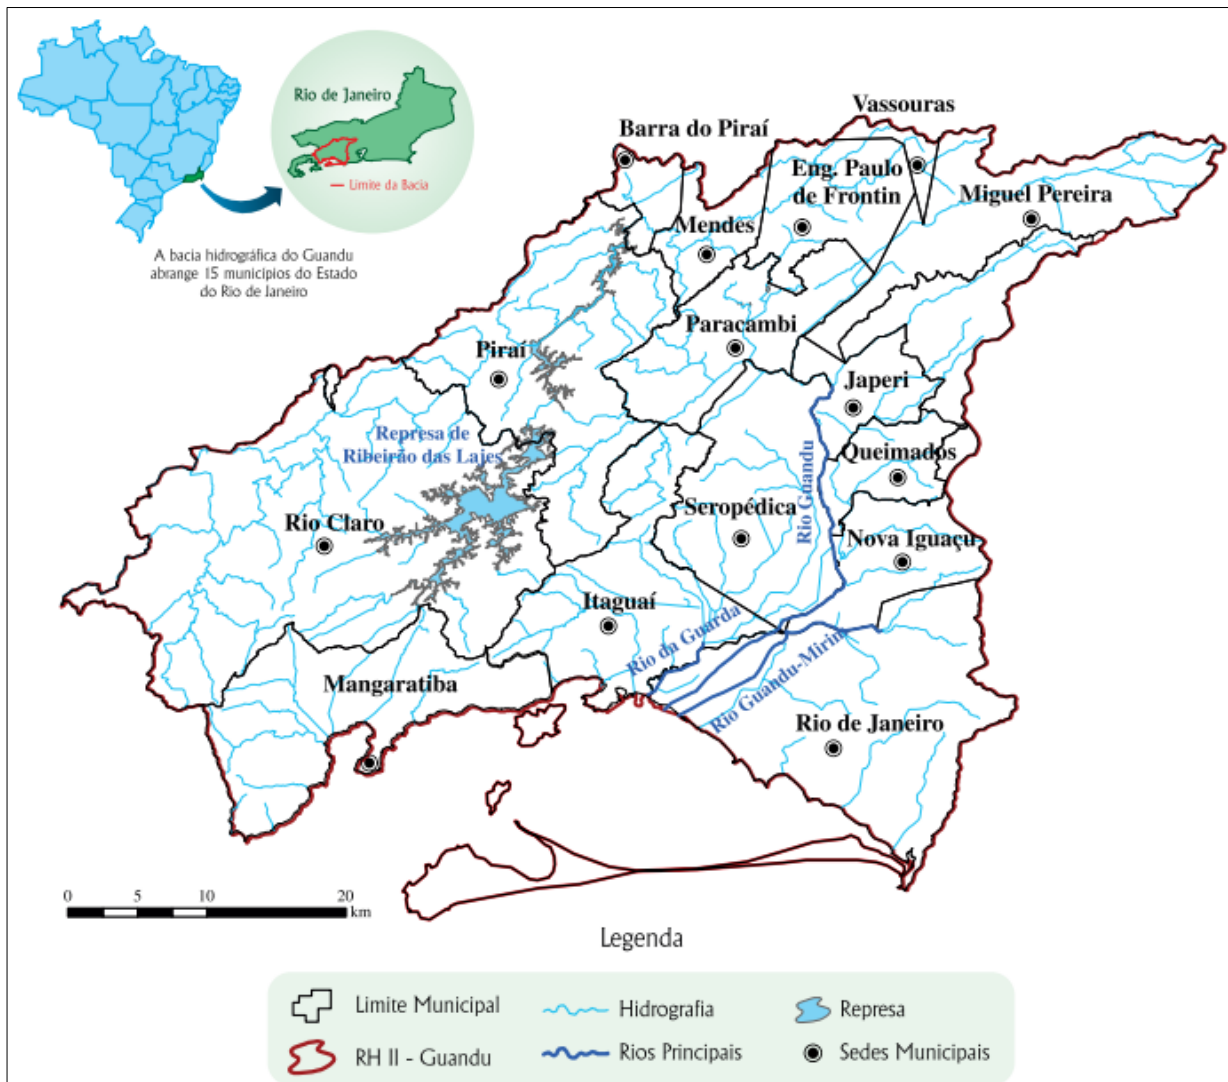 Rio de Janeiro
Limite da Bacia
A bacia hidrográfica do Guandu
abrange 15 municípios do Estado
do Rio de Janeiro
Vassouras
Barra do Piraí
Eng. Paulo
de Frontin
Miguel Pereira
Mendes
Paracambi
Piraí
Japeri
Represa de
Ribeirão das Lajes
Queimados
Rio Guandu
Seropédica
Rio Claro
Nova Iguaçu
Itaguaí
Rio da Guarda
Rio Guandu-Mirim
Mangaratiba
Rio de Janeiro
0 5 10 20
km
Legenda
Limite Municipal
Hidrografia
Represa
RH II - Guandu
Rios Principais
Sedes Municipais